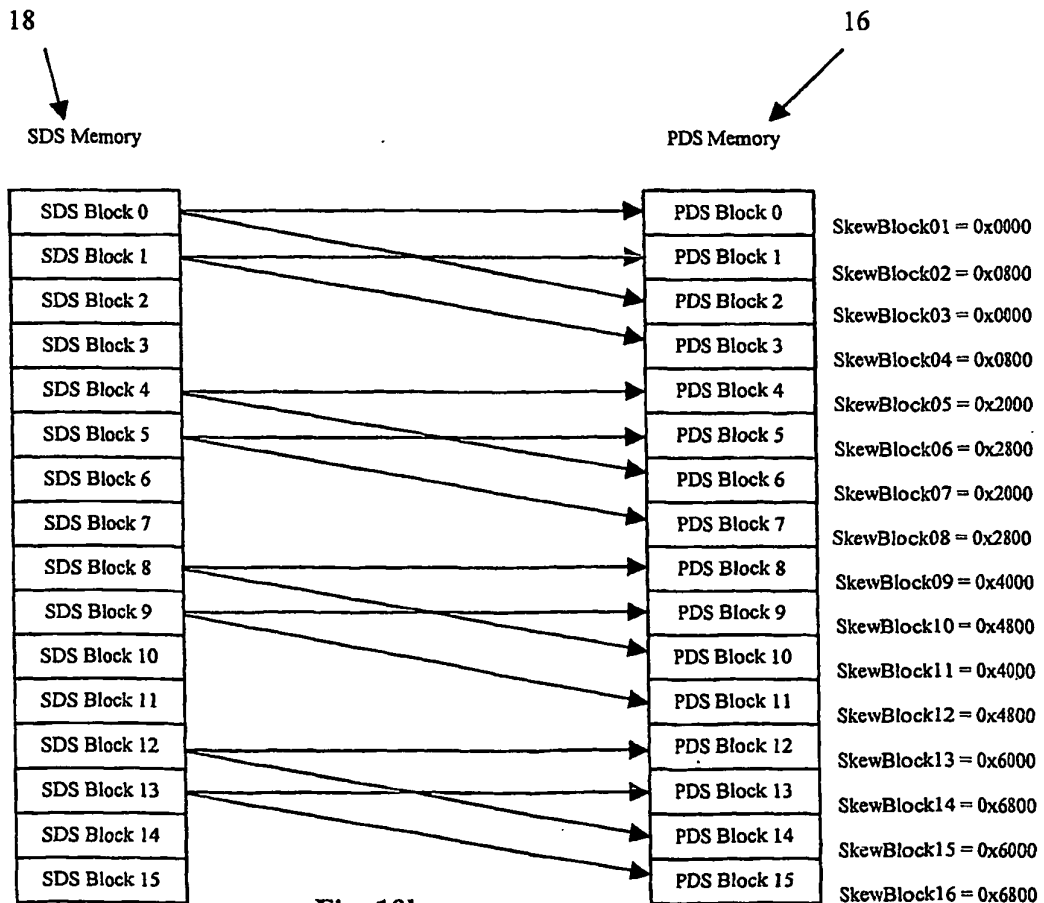 18
16
SDS Memory
PDS Memory
SDS Block 0
SDS Block 1
SDS Block 2
SDS Block 3
SDS Block 4
SDS Block 5
SDS Block 6
SDS Block 7
SDS Block 8
SDS Block 9
SDS Block 10
SDS Block 11
SDS Block 12
SDS Block 13
SDS Block 14
SDS Block 15
PDS Block 0
PDS Block 1
PDS Block 2
PDS Block 3
PDS Block 4
PDS Block 5
PDS Block 6
PDS Block 7
PDS Block 8
PDS Block 9
PDS Block 10
PDS Block 11
PDS Block 12
PDS Block 13
PDS Block 14
PDS Block 15
SkewBlock01 = 0x0000
SkewBlock02 = 0x0800
SkewBlock03 = 0x0000
SkewBlock04 = 0x0800
SkewBlock05 = 0x2000
SkewBlock06 = 0x2800
SkewBlock07 = 0x2000
SkewBlock08 = 0x2800
SkewBlock09 = 0x4000
SkewBlock10 = 0x4800
SkewBlock11 = 0x4000
SkewBlock12 = 0x4800
SkewBlock13 = 0x6000
SkewBlock14 = 0x6800
SkewBlock15 = 0x6000
SkewBlock16 = 0x6800